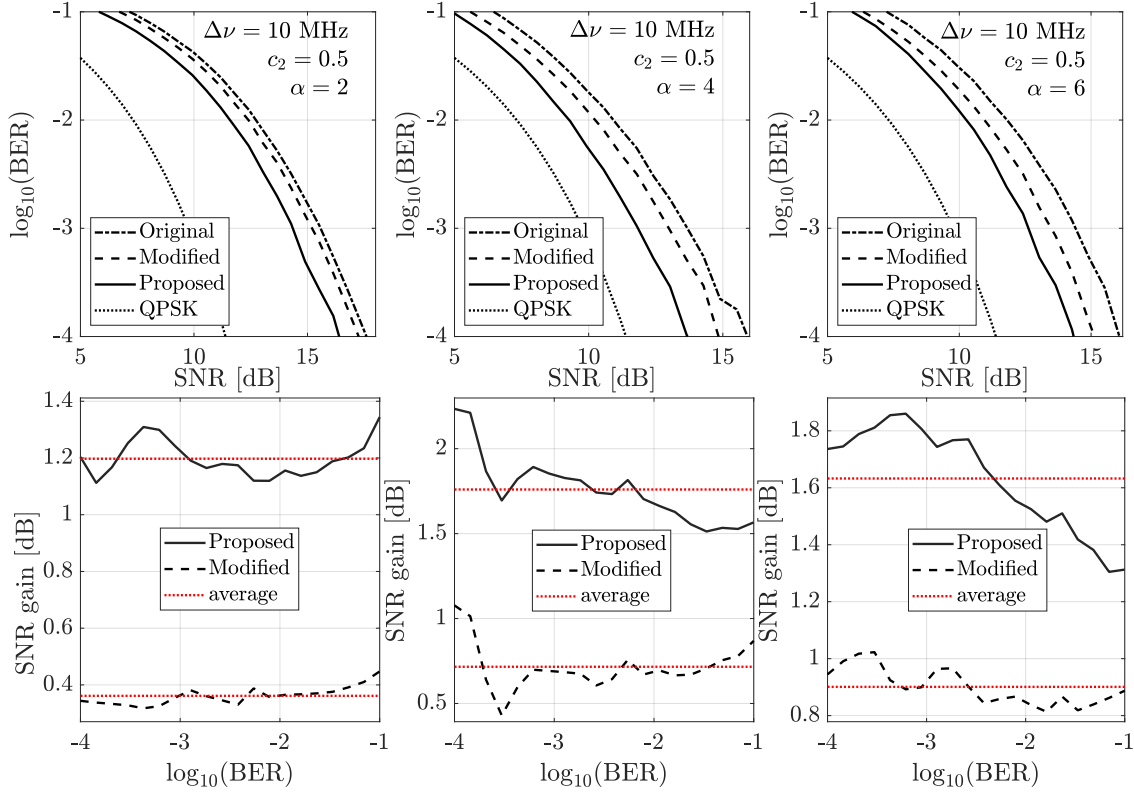 -1
-2
-3
-4
log₁₀(BER)
5
10
15
SNR [dB]
Δν = 10 MHz
c₂ = 0.5
α = 2
Original
Modified
Proposed
QPSK
-1
-2
-3
-4
log₁₀(BER)
5
10
15
SNR [dB]
Δν = 10 MHz
c₂ = 0.5
α = 4
Original
Modified
Proposed
QPSK
-1
-2
-3
-4
log₁₀(BER)
5
10
15
SNR [dB]
Δν = 10 MHz
c₂ = 0.5
α = 6
Original
Modified
Proposed
QPSK
1.4
1.2
1
0.8
0.6
0.4
SNR gain [dB]
Proposed
Modified
average
-4
-3
-2
-1
log₁₀(BER)
2
1.5
1
0.5
SNR gain [dB]
Proposed
Modified
average
-4
-3
-2
-1
log₁₀(BER)
1.8
1.6
1.4
1.2
1
0.8
SNR gain [dB]
Proposed
Modified
average
-4
-3
-2
-1
log₁₀(BER)